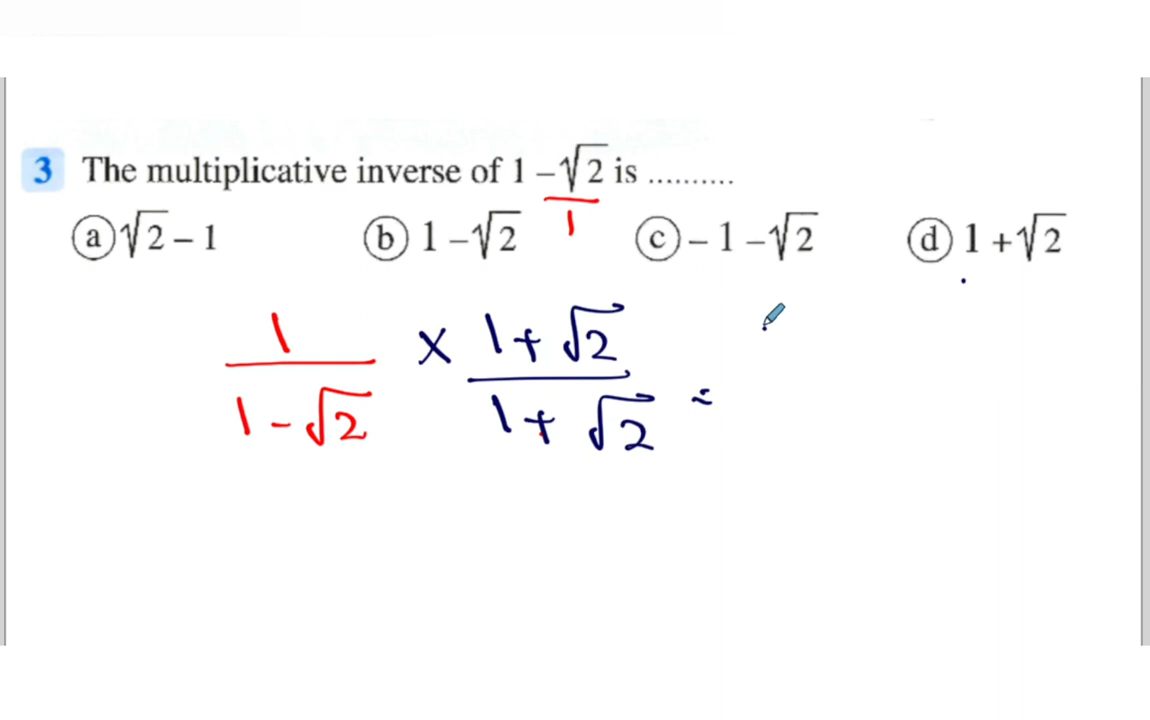 3 The multiplicative inverse of 1 – √2 is ..........
1
ⓐ √2 – 1 ⓑ 1 – √2 ⓒ – 1 – √2 ⓓ 1 + √2
1 × 1 + √2
1 - √2 1 + √2 =